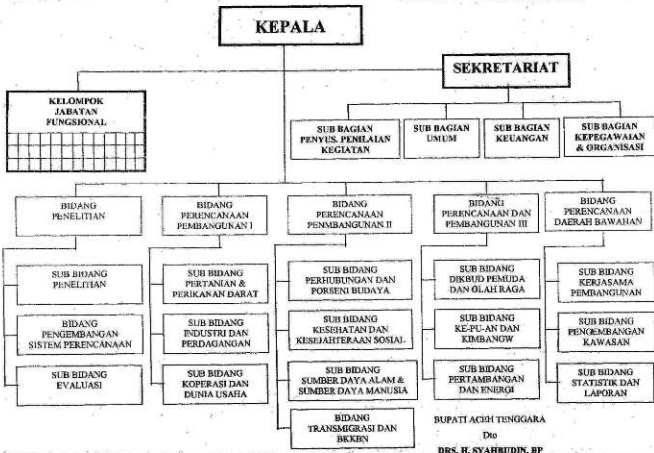 KEPALA
SEKRETARIAT
KELOMPOK
JABATAN
FUNGSIONAL
SUB BAGIAN
PENYUS. PENILAIAN
KEGIATAN
SUB BAGIAN
UMUM
SUB BAGIAN
KEUANGAN
SUB BAGIAN
KEPEGAWAIAN
& ORGANISASI
BIDANG
PENELITIAN
BIDANG
PERENCANAAN
PEMBANGUNAN I
BIDANG
PERENCANAAN
PENMBANGUNAN II
BIDANG
PERENCANAAN DAN
PEMBANGUNAN III
BIDANG
PERENCANAAN
DAERAH BAWAHAN
SUB BIDANG
PENELITIAN
BIDANG
PENGEMBANGAN
SISTEM PERENCANAAN
SUB BIDANG
EVALUASI
SUB BIDANG
PERTANIAN &
PERIKANAN DARAT
SUB BIDANG
INDUSTRI DAN
PERDAGANGAN
SUB BIDANG
KOPERASI DAN
DUNIA USAHA
SUB BIDANG
PERHUBUNGAN DAN
PORSENI BUDAYA
SUB BIDANG
KESEHATAN DAN
KESEJAHTERAAN SOSIAL
SUB BIDANG
SUMBER DAYA ALAM &
SUMBER DAYA MANUSIA
BIDANG
TRANSMIGRASI DAN
BKKBN
SUB BIDANG
DIKBUD PEMUDA
DAN OLAH RAGA
SUB BIDANG
KE-PU-AN DAN
KIMBANGW
SUB BIDANG
PERTAMBANGAN
DAN ENERGI
SUB BIDANG
KERJASAMA
PEMBANGUNAN
SUB BIDANG
PENGEMBANGAN
KAWASAN
SUB BIDANG
STATISTIK DAN
LAPORAN
BUPATI ACEH TENGGARA
Dto
DRS. H. SYAHBUDIN, BP